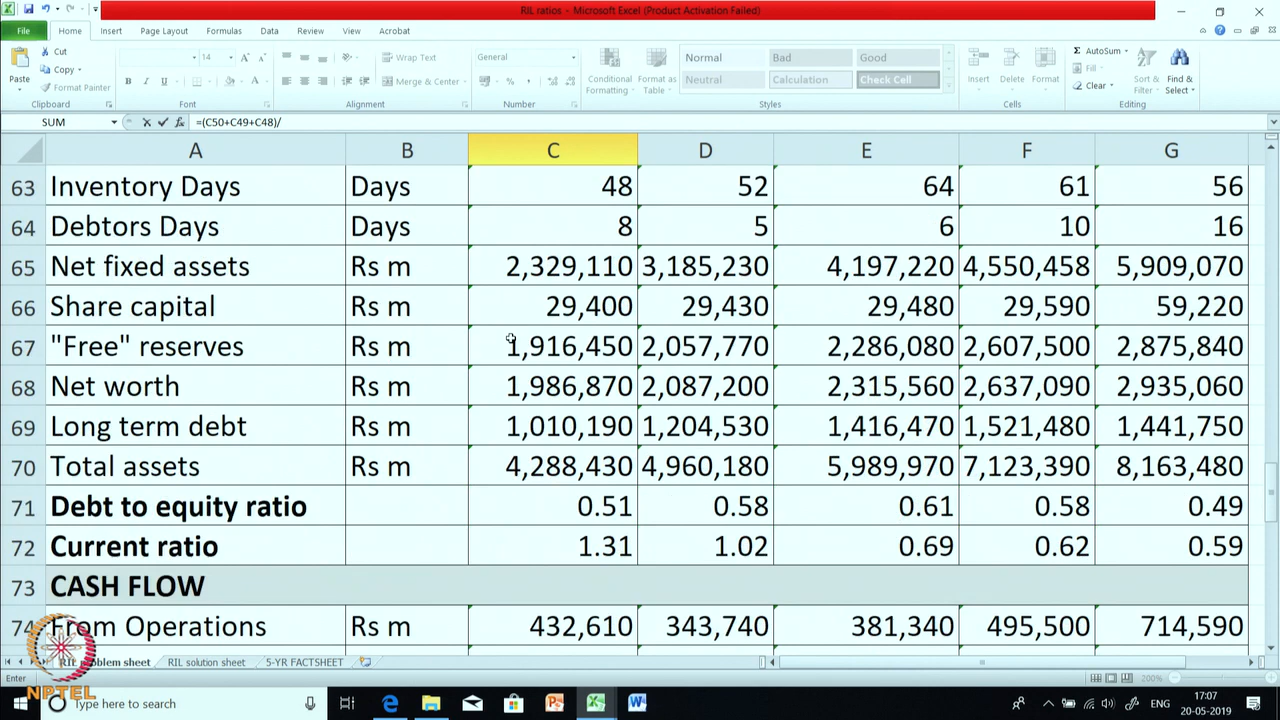 RIL ratios - Microsoft Excel (Product Activation Failed)
File Home Insert Page Layout Formulas Data Review View Acrobat
Paste Cut Copy Format Painter Clipboard
14 Font
Wrap Text Merge & Center Alignment
General Number
Conditional Formatting Format as Table Normal Bad Good Neutral Calculation Check Cell Styles
Insert Delete Format Cells
AutoSum Fill Clear Sort & Filter Find & Select Editing
SUM =(C50+C49+C48)/
A B C D E F G
63 Inventory Days Days 48 52 64 61 56
64 Debtors Days Days 8 5 6 10 16
65 Net fixed assets Rs m 2,329,110 3,185,230 4,197,220 4,550,458 5,909,070
66 Share capital Rs m 29,400 29,430 29,480 29,590 59,220
67 "Free" reserves Rs m 1,916,450 2,057,770 2,286,080 2,607,500 2,875,840
68 Net worth Rs m 1,986,870 2,087,200 2,315,560 2,637,090 2,935,060
69 Long term debt Rs m 1,010,190 1,204,530 1,416,470 1,521,480 1,441,750
70 Total assets Rs m 4,288,430 4,960,180 5,989,970 7,123,390 8,163,480
71 Debt to equity ratio 0.51 0.58 0.61 0.58 0.49
72 Current ratio 1.31 1.02 0.69 0.62 0.59
73 CASH FLOW
74 From Operations Rs m 432,610 343,740 381,340 495,500 714,590
RIL problem sheet RIL solution sheet 5-YR FACTSHEET
Enter 200%
NPTEL
Type here to search
ENG 17:07
20-05-2019